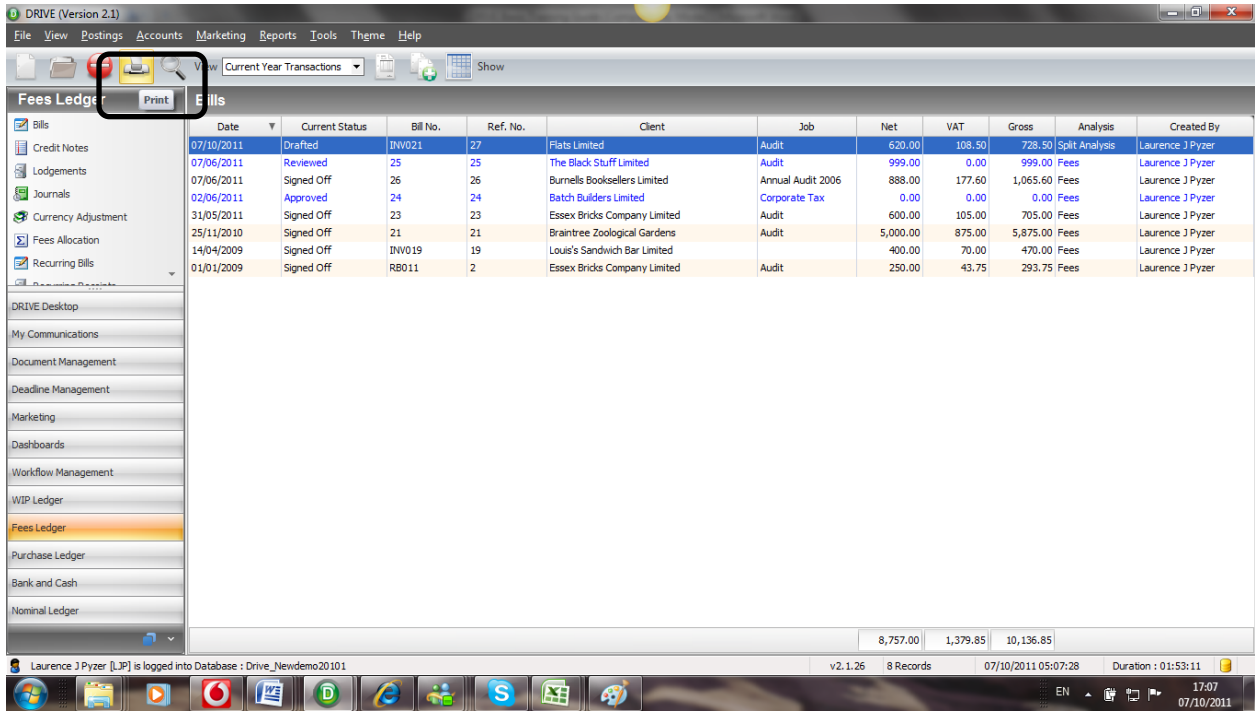 DRIVE (Version 2.1)
File View Postings Accounts Marketing Reports Tools Theme Help
Current Year Transactions Show
Fees Ledger Print
Bills
Credit Notes
Lodgements
Journals
Currency Adjustment
Fees Allocation
Recurring Bills
DRIVE Desktop
My Communications
Document Management
Deadline Management
Marketing
Dashboards
Workflow Management
WIP Ledger
Fees Ledger
Purchase Ledger
Bank and Cash
Nominal Ledger
Date Current Status Bill No. Ref. No. Client Job Net VAT Gross Analysis Created By
07/10/2011 Drafted INV021 27 Flats Limited Audit 620.00 108.50 728.50 Split Analysis Laurence J Pyzer
07/06/2011 Reviewed 25 25 The Black Stuff Limited Audit 999.00 0.00 999.00 Fees Laurence J Pyzer
07/06/2011 Signed Off 26 26 Burnells Booksellers Limited Annual Audit 2006 888.00 177.60 1,065.60 Fees Laurence J Pyzer
02/06/2011 Approved 24 24 Batch Builders Limited Corporate Tax 0.00 0.00 0.00 Fees Laurence J Pyzer
31/05/2011 Signed Off 23 23 Essex Bricks Company Limited Audit 600.00 105.00 705.00 Fees Laurence J Pyzer
25/11/2010 Signed Off 21 21 Braintree Zoological Gardens Audit 5,000.00 875.00 5,875.00 Fees Laurence J Pyzer
14/04/2009 Signed Off INV019 19 Louis's Sandwich Bar Limited 400.00 70.00 470.00 Fees Laurence J Pyzer
01/01/2009 Signed Off RB011 2 Essex Bricks Company Limited Audit 250.00 43.75 293.75 Fees Laurence J Pyzer
8,757.00 1,379.85 10,136.85
Laurence J Pyzer [LJP] is logged into Database : Drive_Newdemo20101 v2.1.26 8 Records 07/10/2011 05:07:28 Duration : 01:53:11
EN 17:07
07/10/2011